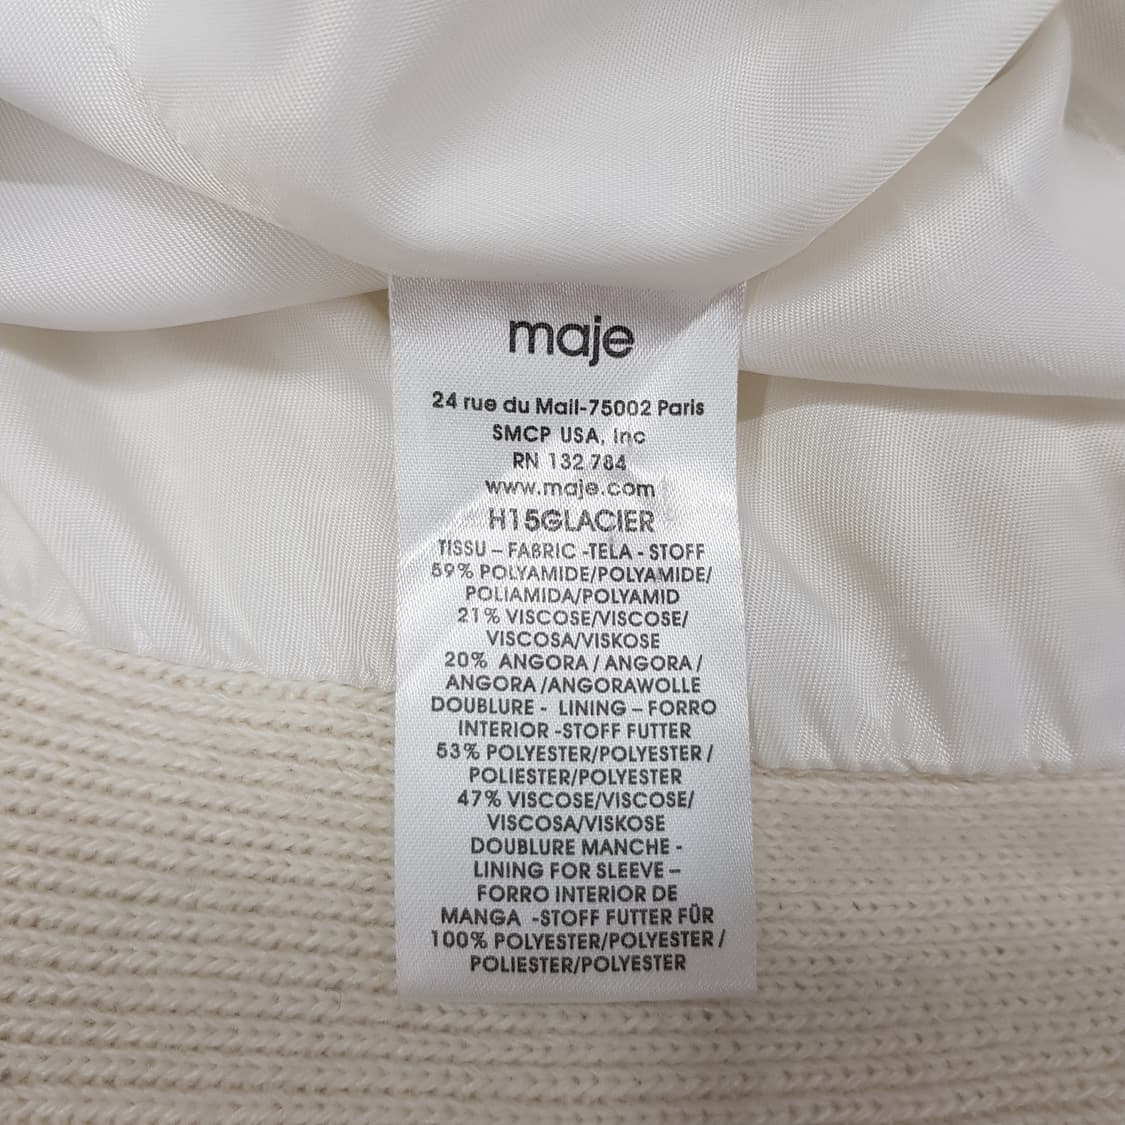 maje
24 rue du Mail-75002 Paris
SMCP USA, Inc
RN 132 784
www.maje.com
H15GLACIER
TISSU – FABRIC -TELA - STOFF
59% POLYAMIDE/POLYAMIDE/
POLIAMIDA/POLYAMID
21% VISCOSE/VISCOSE/
VISCOSA/VISKOSE
20% ANGORA / ANGORA /
ANGORA /ANGORAWOLLE
DOUBLURE - LINING – FORRO
INTERIOR -STOFF FUTTER
53% POLYESTER/POLYESTER /
POLIESTER/POLYESTER
47% VISCOSE/VISCOSE/
VISCOSA/VISKOSE
DOUBLURE MANCHE -
LINING FOR SLEEVE –
FORRO INTERIOR DE
MANGA -STOFF FUTTER FÜR
100% POLYESTER/POLYESTER /
POLIESTER/POLYESTER